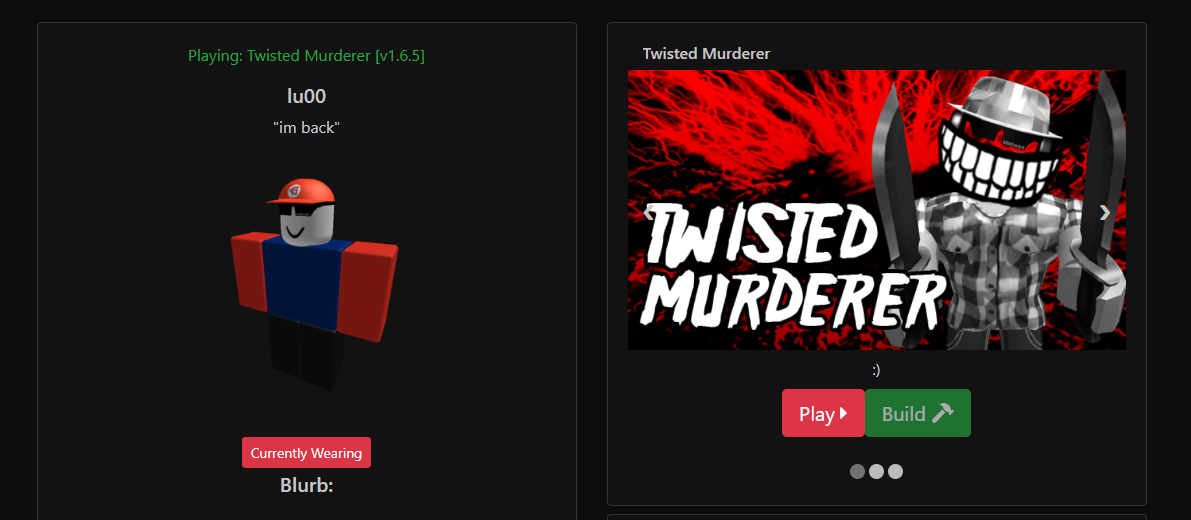 Playing: Twisted Murderer [v1.6.5]
lu00
"im back"
Currently Wearing
Blurb:
Twisted Murderer
TWISTED
MURDERER
:)
Play
Build